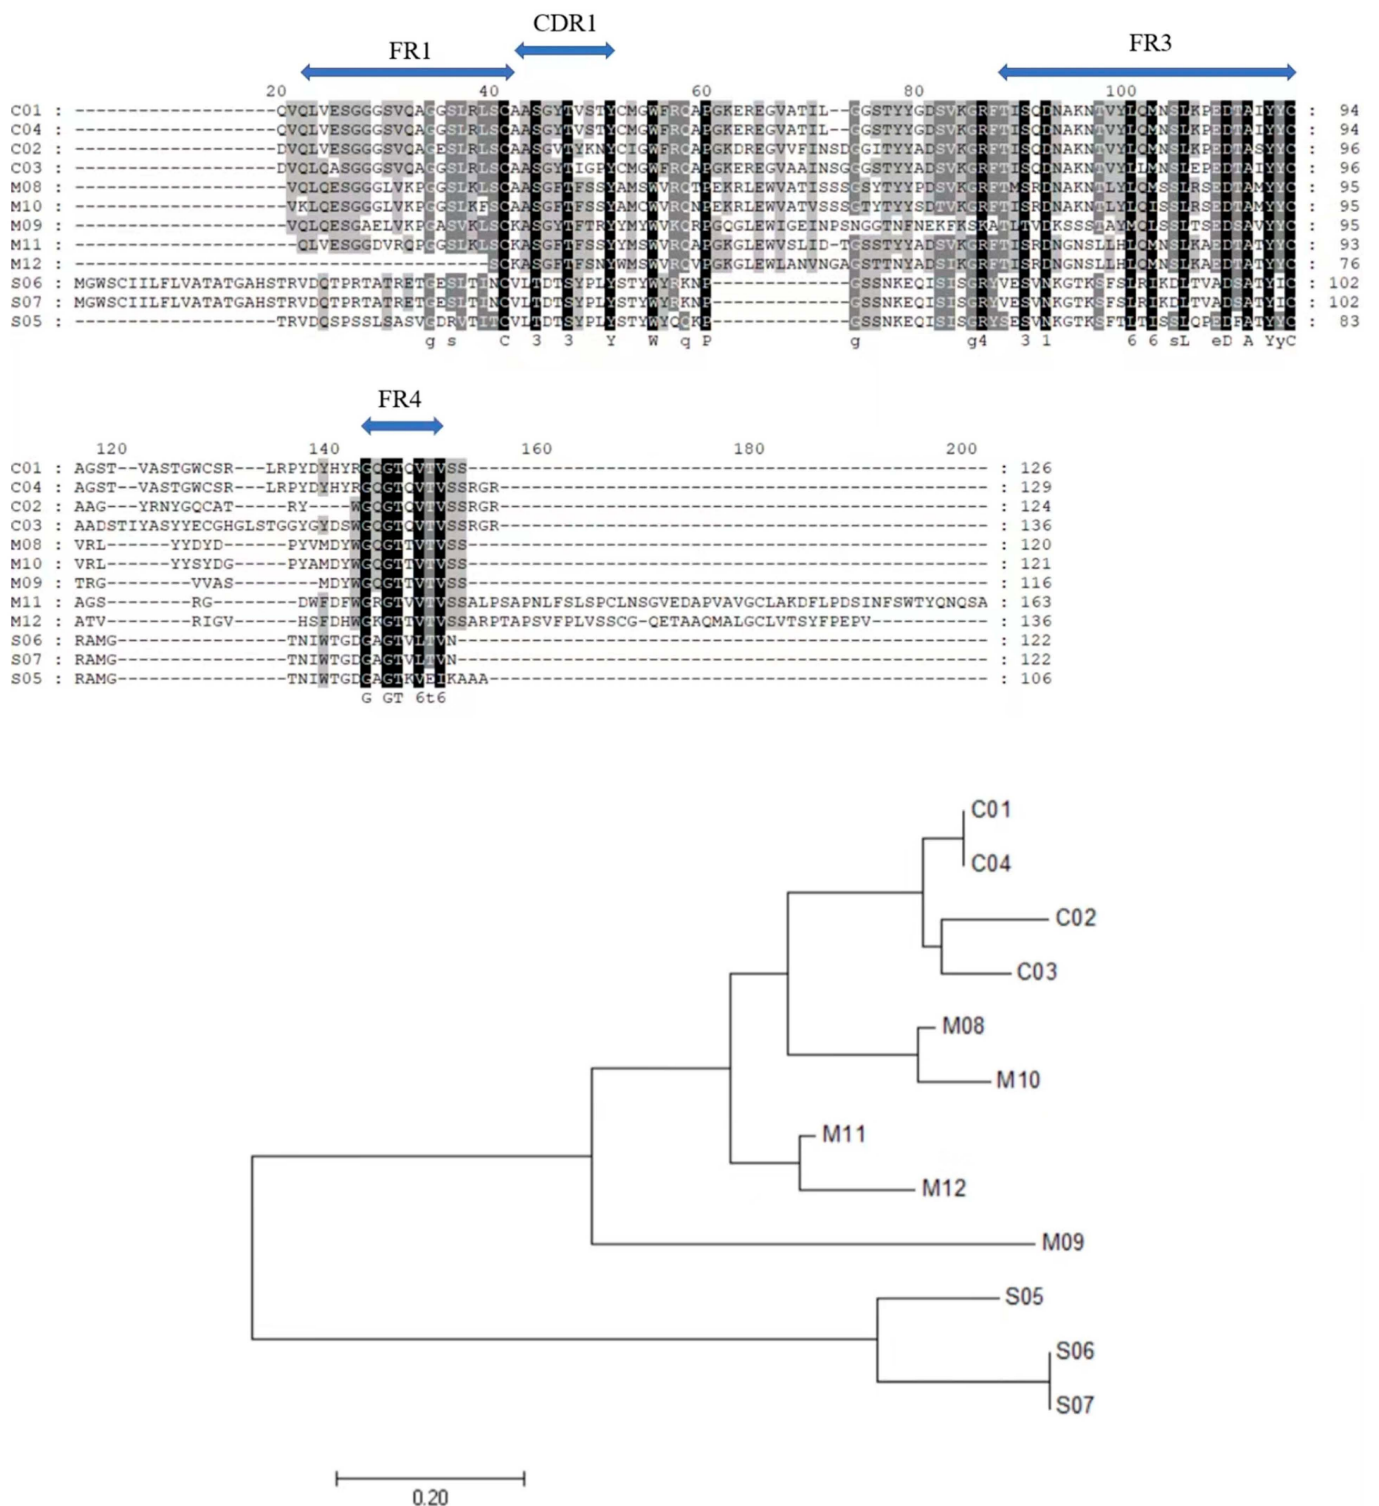 CDR1
FR1
FR3
20 40 60 80 100
C01 : -------------------QVQLVESGGGSVQAGGSLRLSCAASGYTVSTYCMGWFRQAPGKEREGVATIL--GGSTYYGDSVKGRFTISQDNAKNTVYLQMNSLKPEDTAIYYC : 94
C04 : -------------------QVQLVESGGGSVQAGGSLRLSCAASGYTVSTYCMGWFRQAPGKEREGVATIL--GGSTYYGDSVKGRFTISQDNAKNTVYLQMNSLKPEDTAIYYC : 94
C02 : -------------------DVQLVESGGGSVQAGESLRLSCAASGVTYKNYCIGWFRQAPGKDREGVVFINSDGGITYYADSVKGRFTISQDNAKNTVYLQMNSLKPEDTASYYC : 96
C03 : -------------------DVQLQASGGGSVQAGGSLRLSCAASGYTIGPYCMGWFRQAPGKEREGVAAINSGGGSTYYADSVKGRFTISQDNAKNTVYLLMNSLEPEDTAIYYC : 96
M08 : --------------------VQLQESGGGLVKPGGSLKLSCAASGFTFSSYAMSWVRQTPEKRLEWVATISSSGSYTYYPDSVKGRFTMSRDNAKNTLYLQMSSLRSEDTAMYYC : 95
M10 : --------------------VKLQESGGGLVKPGGSLKFSCAASGFTFSSYAMCWVRQNPEKRLEWVATVSSSGTYTYYSDTVKGRFTISRDNAKNTLYLQISSLRSEDTAMYYC : 95
M09 : --------------------VQLQESGAELVKPGASVKLSCKASGYTFTRYYMYWVKQRPGQGLEWIGEINPSNGGTNFNEKFKSKATLTVDKSSSTAYMQLSSLTSEDTAVYYC : 95
M11 : ---------------------QLVESGGDVRQPGGSLKLSCKASGFTFSSYYMSWVRQAPGKGLEWVSLID-TGSSTYYADSVKGRFTISRDNGNSLLHLQMNSLKAEDTATYYC : 93
M12 : ---------------------------------------SCKASGFTFSNYWMSWVRQVPGKGLEWLANVNGAGSTTNYADSIKGRFTISRDNGNSLLHLQMNSLKAEDTATYYC : 76
S06 : MGWSCIILFLVATATGAHSTRVDQTPRTATRETGESLTINCVLTDTSYPLYSTYWYRKNP-------------GSSNKEQISISGRYVESVNKGTKSFSLRIKDLTVADSATYIC : 102
S07 : MGWSCIILFLVATATGAHSTRVDQTPRTATRETGESLTINCVLTDTSYPLYSTYWYRKNP-------------GSSNKEQISISGRYVESVNKGTKSFSLRIKDLTVADSATYIC : 102
S05 : -------------------TRVDQSPSSLSASVGDRVTITCVLTDTSYPLYSTYWYQQKP-------------GSSNKEQISISGRYSESVNKGTKSFTLTISSLQPEDFATYYC : 83
g s C 3 3 Y W q P g g4 3 1 6 6 sL eD A YyC
FR4
120 140 160 180 200
C01 : AGST--VASTGWCSR---LRPYDYHYRGQGTQVTVSS------------------------------------------------- : 126
C04 : AGST--VASTGWCSR---LRPYDYHYRGQGTQVTVSSRGR---------------------------------------------- : 129
C02 : AAG---YRNYGQCAT-----RY----WGQGTQVTVSSRGR---------------------------------------------- : 124
C03 : AADSTIYASYYECGHGLSTGGYGYDSWGQGTQVTVSSRGR---------------------------------------------- : 136
M08 : VRL------YYDYD------PYVMDYWGQGTTVTVSS------------------------------------------------- : 120
M10 : VRL------YYSYDG-----PYAMDYWGQGTTVTVSS------------------------------------------------- : 121
M09 : TRG--------VVAS--------MDYWGQGTTVTVSS------------------------------------------------- : 116
M11 : AGS--------RG--------DWFDFWGRGTVVTVSSALPSAPNLFSLSPCLNSGVEDAPVAVGCLAKDFLPDSINFSWTYQNQSA : 163
M12 : ATV--------RIGV------HSFDHWGKGTTVTVSSARPTAPSVFPLVSSCG-QETAAQMALGCLVTSYFPEPV----------- : 136
S06 : RAMG----------------TNIWTGDGAGTVLTVN-------------------------------------------------- : 122
S07 : RAMG----------------TNIWTGDGAGTVLTVN-------------------------------------------------- : 122
S05 : RAMG----------------TNIWTGDGAGTKVEIKAAA----------------------------------------------- : 106
G GT 6t6
C01
C04
C02
C03
M08
M10
M11
M12
M09
S05
S06
S07
0.20